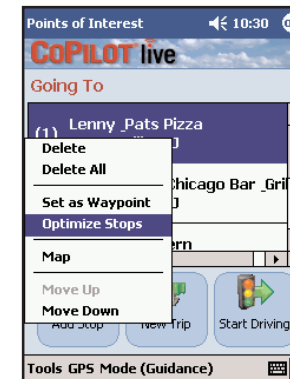 Points of Interest 10:30
CoPILOT live
Going To
(1) Lenny _Pats Pizza
Delete
Delete All
Set as Waypoint
Optimize Stops
Map
Move Up
Move Down
Chicago Bar _Gril
Add Stop New Trip Start Driving
Tools GPS Mode (Guidance)